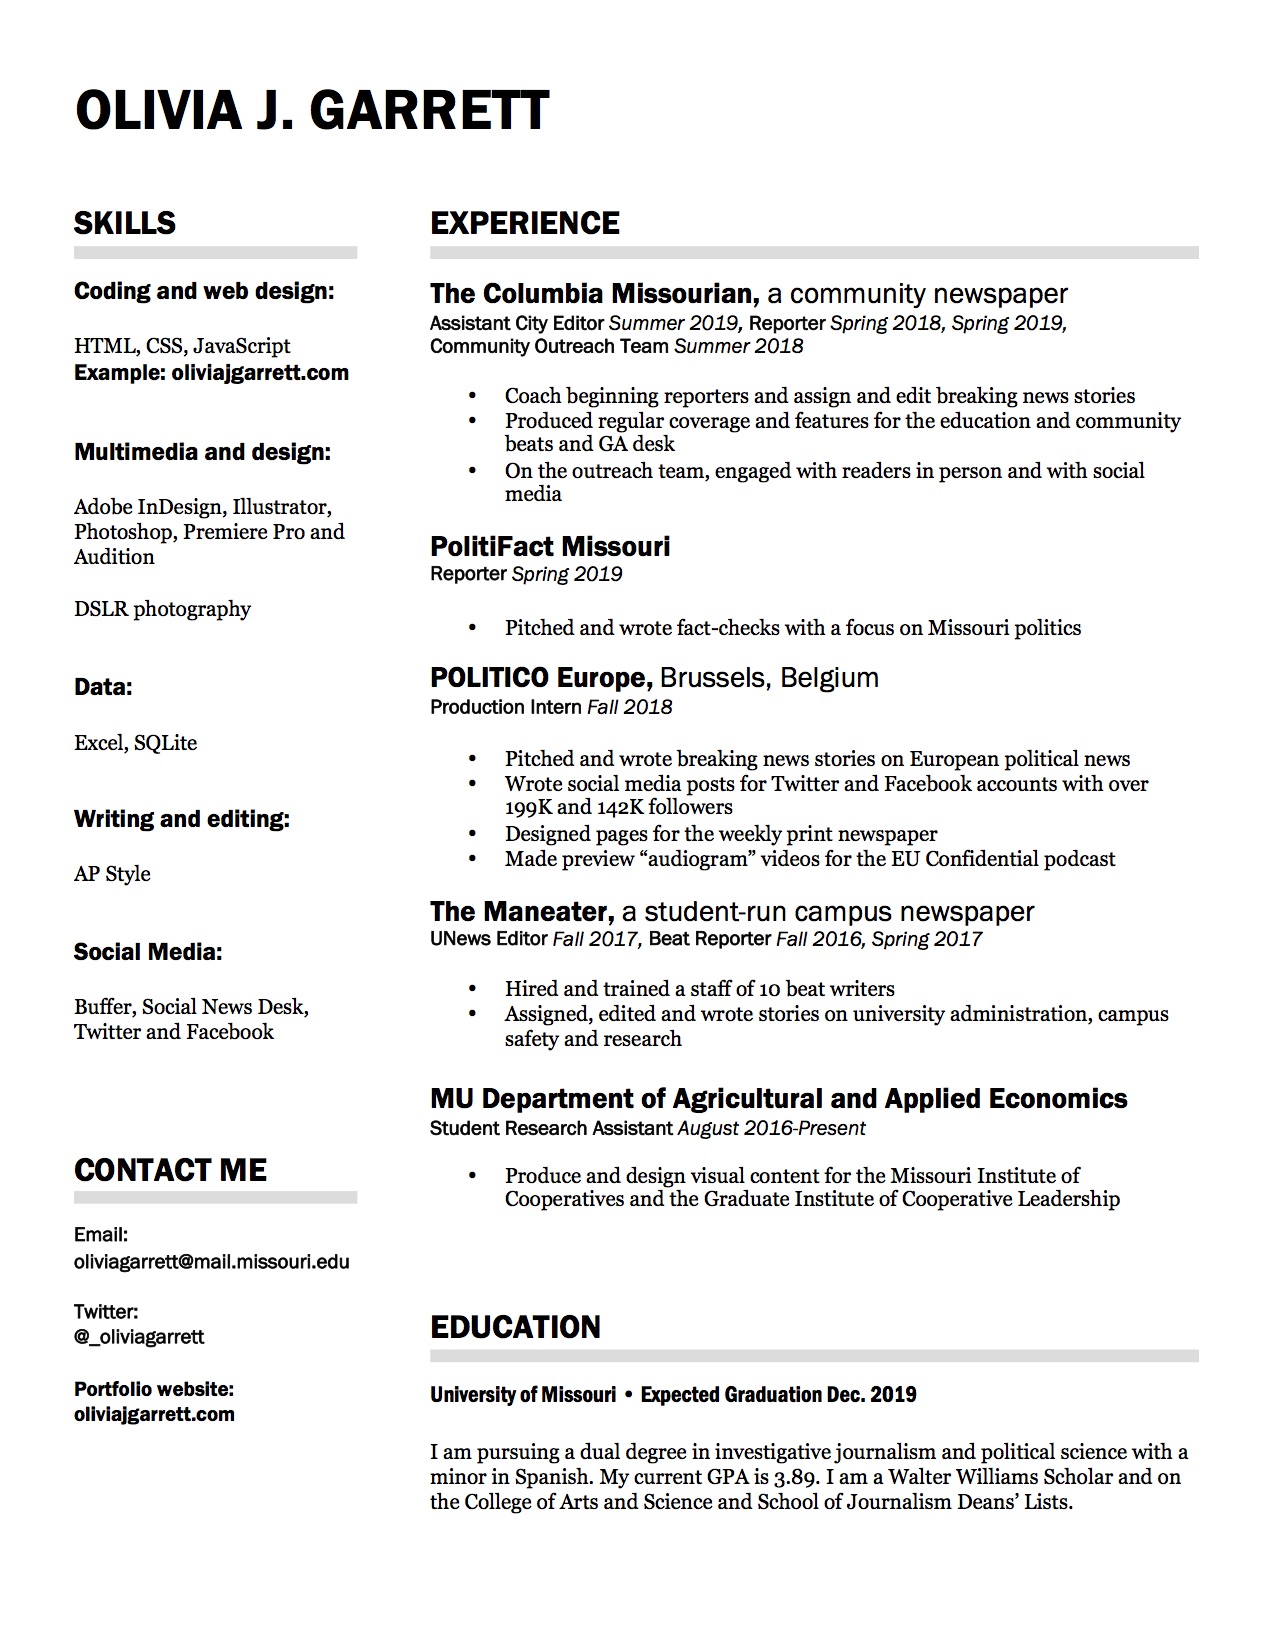 OLIVIA J. GARRETT
SKILLS
Coding and web design:
HTML, CSS, JavaScript
Example: oliviajgarrett.com
Multimedia and design:
Adobe InDesign, Illustrator,
Photoshop, Premiere Pro and
Audition
DSLR photography
Data:
Excel, SQLite
Writing and editing:
AP Style
Social Media:
Buffer, Social News Desk,
Twitter and Facebook
CONTACT ME
Email:
oliviagarrett@mail.missouri.edu
Twitter:
@_oliviagarrett
Portfolio website:
oliviajgarrett.com
EXPERIENCE
The Columbia Missourian, a community newspaper
Assistant City Editor Summer 2019, Reporter Spring 2018, Spring 2019,
Community Outreach Team Summer 2018
• Coach beginning reporters and assign and edit breaking news stories
• Produced regular coverage and features for the education and community
beats and GA desk
• On the outreach team, engaged with readers in person and with social
media
PolitiFact Missouri
Reporter Spring 2019
• Pitched and wrote fact-checks with a focus on Missouri politics
POLITICO Europe, Brussels, Belgium
Production Intern Fall 2018
• Pitched and wrote breaking news stories on European political news
• Wrote social media posts for Twitter and Facebook accounts with over
199K and 142K followers
• Designed pages for the weekly print newspaper
• Made preview “audiogram” videos for the EU Confidential podcast
The Maneater, a student-run campus newspaper
UNews Editor Fall 2017, Beat Reporter Fall 2016, Spring 2017
• Hired and trained a staff of 10 beat writers
• Assigned, edited and wrote stories on university administration, campus
safety and research
MU Department of Agricultural and Applied Economics
Student Research Assistant August 2016-Present
• Produce and design visual content for the Missouri Institute of
Cooperatives and the Graduate Institute of Cooperative Leadership
EDUCATION
University of Missouri • Expected Graduation Dec. 2019
I am pursuing a dual degree in investigative journalism and political science with a
minor in Spanish. My current GPA is 3.89. I am a Walter Williams Scholar and on
the College of Arts and Science and School of Journalism Deans’ Lists.